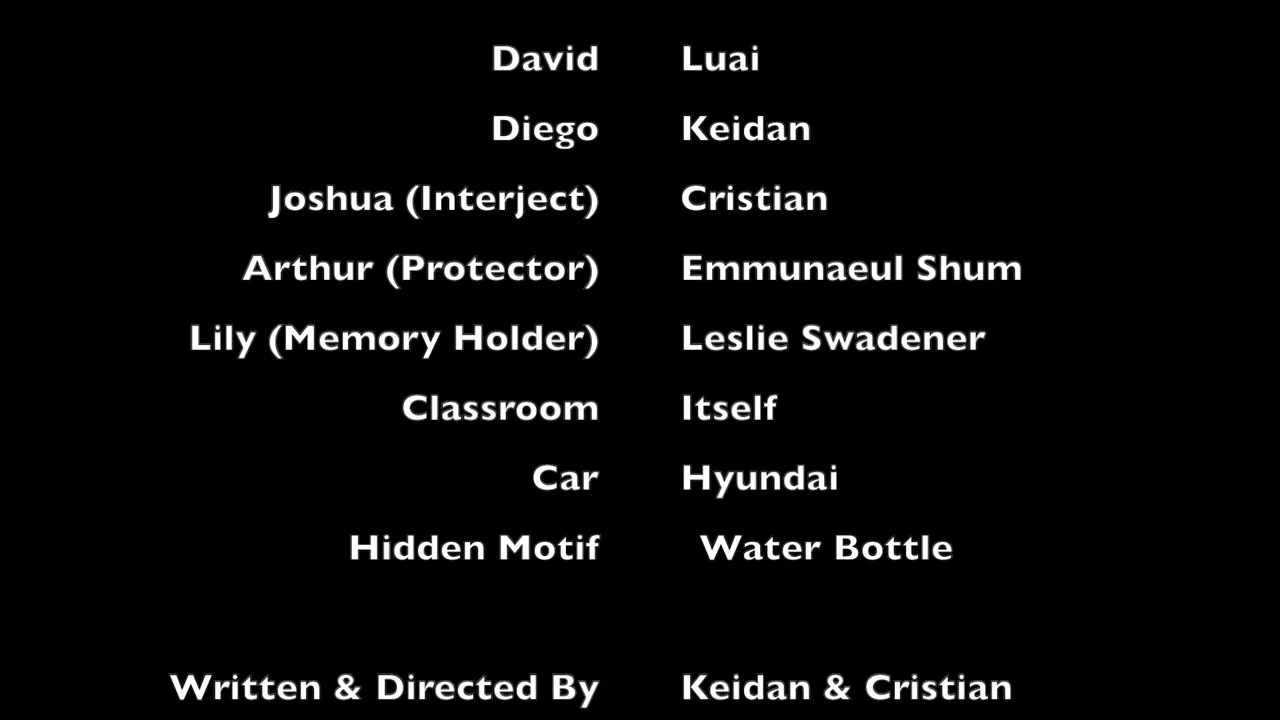 David Luai
Diego Keidan
Joshua (Interject) Cristian
Arthur (Protector) Emmunaeul Shum
Lily (Memory Holder) Leslie Swadener
Classroom Itself
Car Hyundai
Hidden Motif Water Bottle
Written & Directed By Keidan & Cristian